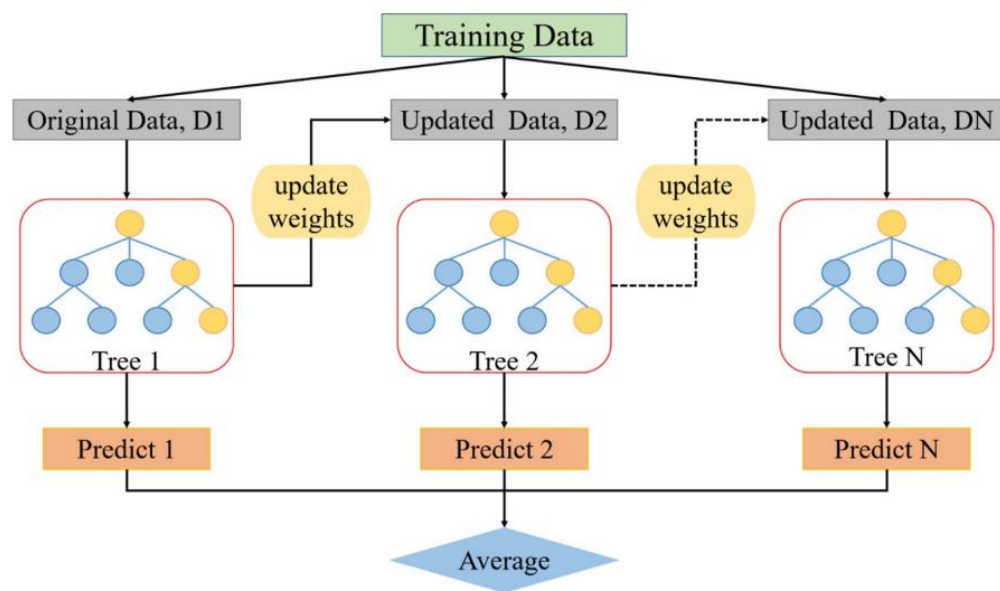 Training Data
Original Data, D1
Updated Data, D2
Updated Data, DN
update
weights
update
weights
Tree 1
Tree 2
Tree N
Predict 1
Predict 2
Predict N
Average